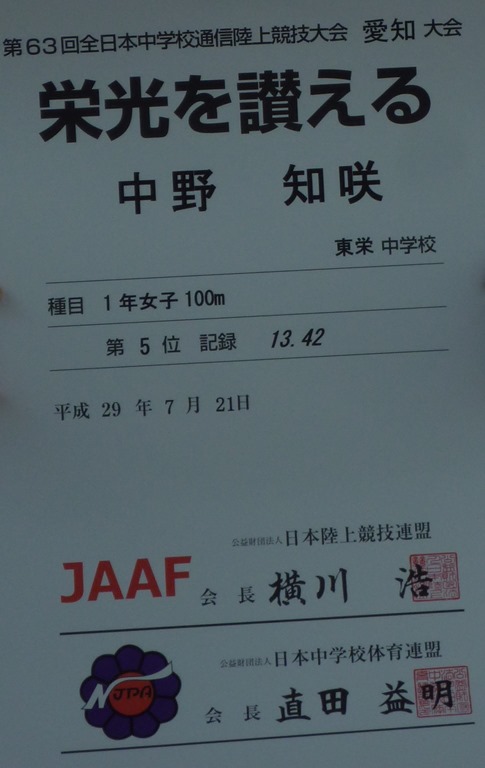 第63回全日本中学校通信陸上競技大会 愛知 大会
栄光を讃える
中野 知咲
東栄 中学校
種目 1年女子100m
第 5 位 記録 13.42
平成 29 年 7 月 21日
公益財団法人日本陸上競技連盟
JAAF 会長 横川 浩
公益財団法人日本中学校体育連盟
JPA 会長 直田 益明